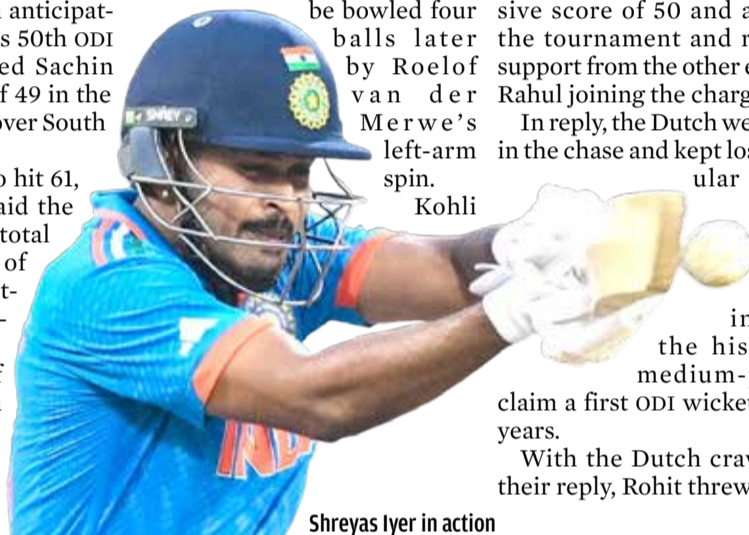 anticipat-
s 50th ODI
ed Sachin
f 49 in the
over South
o hit 61,
aid the
total
of
t-
-
be bowled four
balls later
by Roelof
van der
Merwe's
left-arm
spin.
Kohli
SHREY
INDI
Shreyas Iyer in action
sive score of 50 and a
the tournament and r
support from the other e
Rahul joining the charg
In reply, the Dutch we
in the chase and kept los
ular
in
the his
medium-
claim a first ODI wicke
years.
With the Dutch crav
their reply, Rohit threw